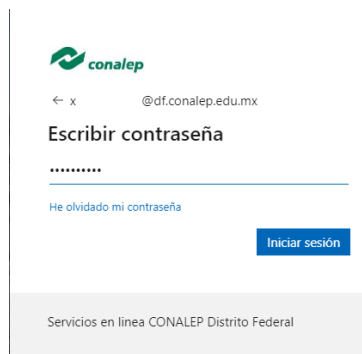 conalep
← x @df.conalep.edu.mx
Escribir contraseña
••••••••••
He olvidado mi contraseña
Iniciar sesión
Servicios en linea CONALEP Distrito Federal